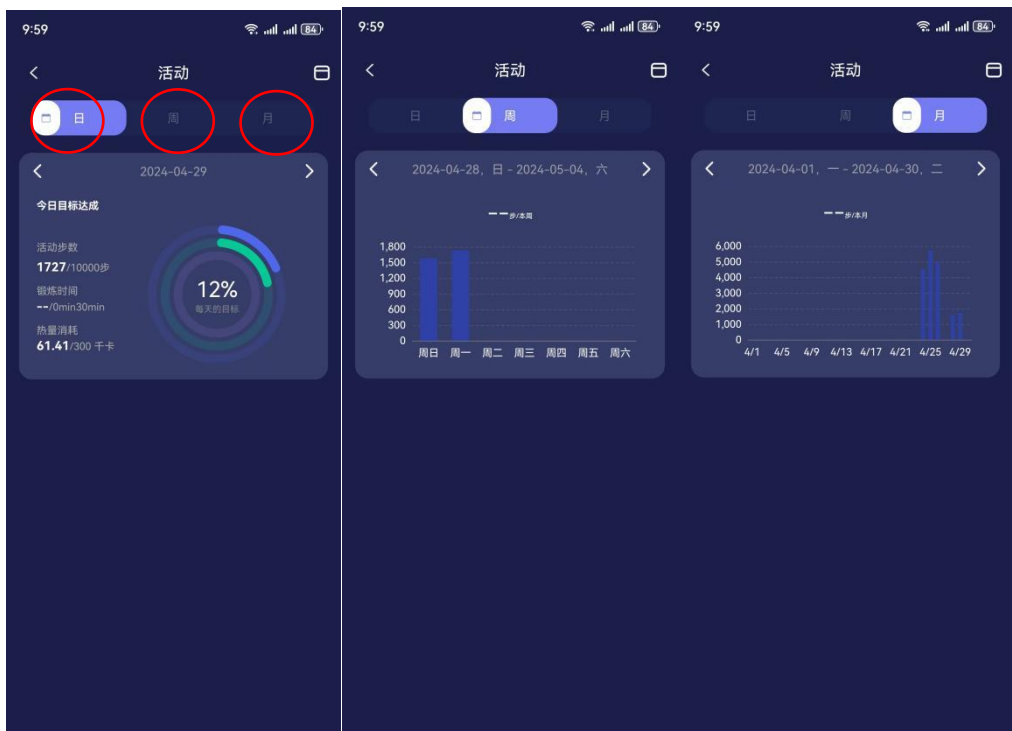 9:59
84
活动
日 周 月
2024-04-29
今日目标达成
活动步数
1727/10000步
锻炼时间
--/0min30min
热量消耗
61.41/300 千卡
12%
每天的目标
9:59
84
活动
日 周 月
2024-04-28, 日 - 2024-05-04, 六
--步/本周
1,800
1,500
1,200
900
600
300
0
周日 周一 周二 周三 周四 周五 周六
9:59
84
活动
日 周 月
2024-04-01, 一 - 2024-04-30, 二
--步/本月
6,000
5,000
4,000
3,000
2,000
1,000
0
4/1 4/5 4/9 4/13 4/17 4/21 4/25 4/29